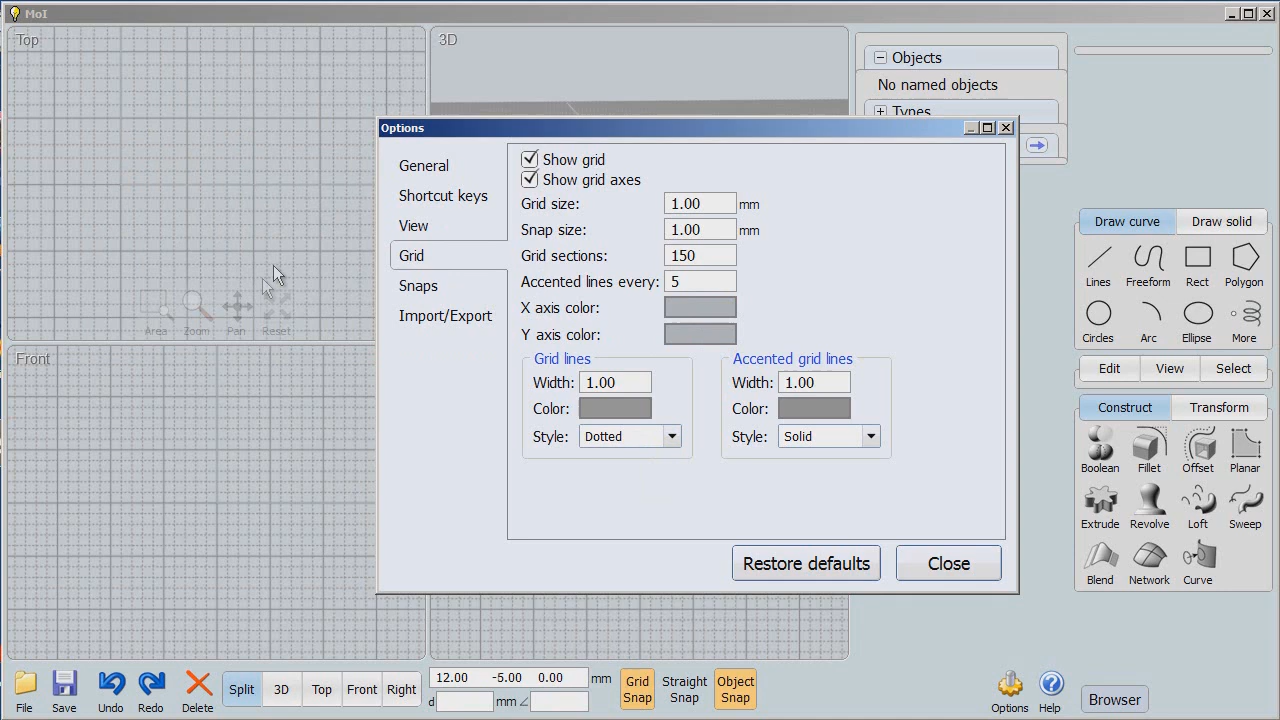 MoI
Top
3D
Objects
No named objects
Types
Options
General
Shortcut keys
View
Grid
Snaps
Import/Export
Show grid
Show grid axes
Grid size: 1.00 mm
Snap size: 1.00 mm
Grid sections: 150
Accented lines every: 5
X axis color:
Y axis color:
Grid lines
Width: 1.00
Color:
Style: Dotted
Accented grid lines
Width: 1.00
Color:
Style: Solid
Restore defaults Close
Area Zoom Pan Reset
Front
Draw curve Draw solid
Lines Freeform Rect Polygon
Circles Arc Ellipse More
Edit View Select
Construct Transform
Boolean Fillet Offset Planar
Extrude Revolve Loft Sweep
Blend Network Curve
File Save Undo Redo Delete
Split 3D Top Front Right
12.00 -5.00 0.00 mm
d mm
Grid Snap
Straight Snap
Object Snap
Options Help
Browser